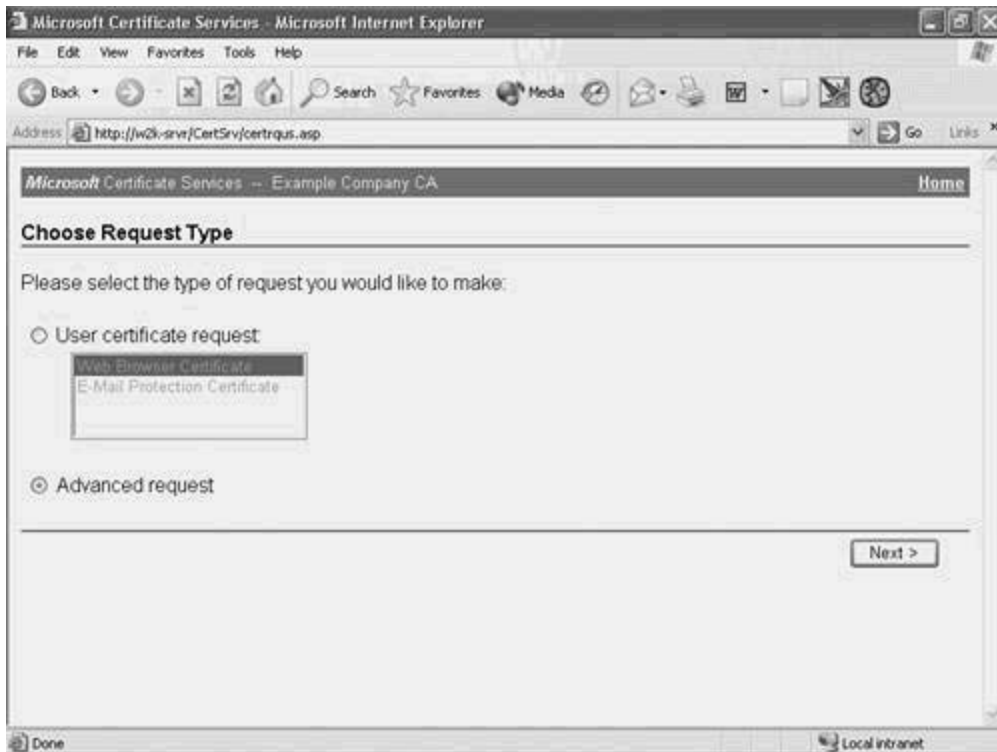 Microsoft Certificate Services - Microsoft Internet Explorer
File Edit View Favorites Tools Help
Back Search Favorites Media
Address http://w2k-srvr/CertSrv/certrqus.asp Go Links
Microsoft Certificate Services -- Example Company CA Home
Choose Request Type
Please select the type of request you would like to make:
User certificate request:
Web Browser Certificate
E-Mail Protection Certificate
Advanced request
Next >
Done Local intranet